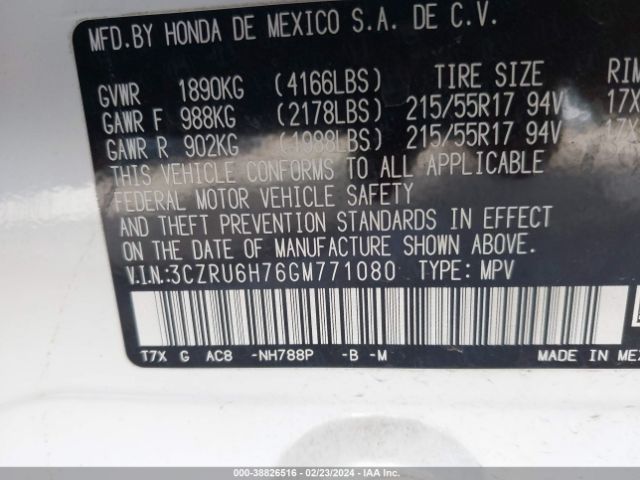 MFD.BY HONDA DE MEXICO S.A. DE C.V.
TIRE SIZE RIM
GVWR 1890KG (4166LBS)
GAWR F 988KG (2178LBS) 215/55R17 94V 17X
GAWR R 902KG (1988LBS) 215/55R17 94V 17X
THIS VEHICLE CONFORMS TO ALL APPLICABLE
FEDERAL MOTOR VEHICLE SAFETY
AND THEFT PREVENTION STANDARDS IN EFFECT
ON THE DATE OF MANUFACTURE SHOWN ABOVE.
V.I.N.:3CZRU6H76GM771080 TYPE: MPV
T7X G AC8 -NH788P -B -M MADE IN MEX
000-38826516 - 02/23/2024 - Copyright © IAA, Inc.